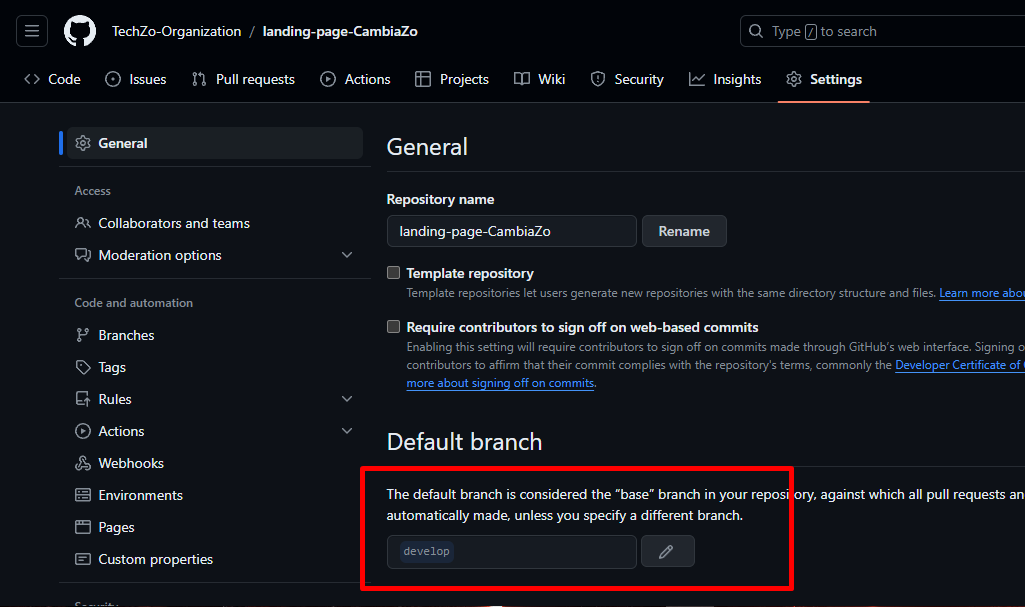 TechZo-Organization / landing-page-CambiaZo
Type / to search
Code Issues Pull requests Actions Projects Wiki Security Insights Settings
General
Access
Collaborators and teams
Moderation options
Code and automation
Branches
Tags
Rules
Actions
Webhooks
Environments
Pages
Custom properties
Security
General
Repository name
landing-page-CambiaZo Rename
Template repository
Template repositories let users generate new repositories with the same directory structure and files. Learn more abou
Require contributors to sign off on web-based commits
Enabling this setting will require contributors to sign off on commits made through GitHub's web interface. Signing o
contributors to affirm that their commit complies with the repository's terms, commonly the Developer Certificate of
more about signing off on commits.
Default branch
The default branch is considered the “base” branch in your repository, against which all pull requests an
automatically made, unless you specify a different branch.
develop